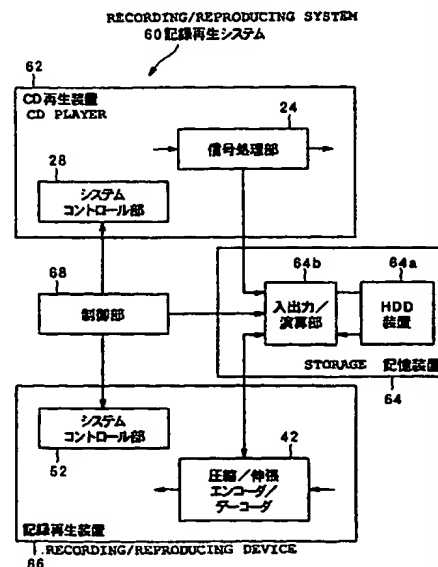 RECORDING/REPRODUCING SYSTEM
60記録再生システム
62
CD再生装置
CD PLAYER
24
信号処理部
28
システム
コントロール部
64b
64a
68
制御部
入出力/
演算部
HDD
装置
STORAGE 記憶装置
64
システム
コントロール部
52
42
圧縮/伸張
エンコーダ/
デーコーダ
記録再生装置
66 .RECORDING/REPRODUCING DEVICE